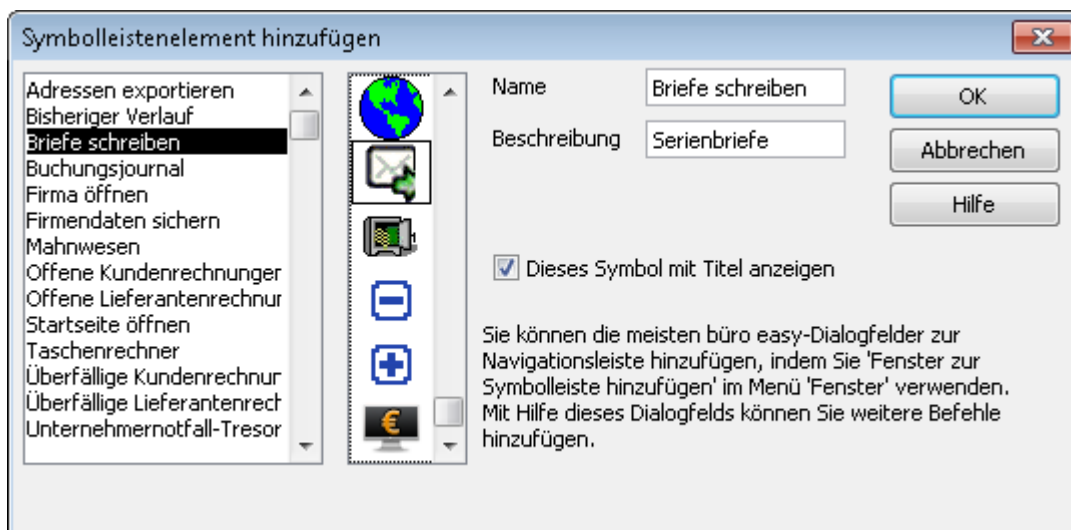 Symbolleistenelement hinzufügen
Adressen exportieren
Bisheriger Verlauf
Briefe schreiben
Buchungsjournal
Firma öffnen
Firmendaten sichern
Mahnwesen
Offene Kundenrechnunger
Offene Lieferantenrechnur
Startseite öffnen
Taschenrechner
Überfällige Kundenrechnur
Überfällige Lieferantenrech
Unternehmernotfall-Tresor
€
Name
Briefe schreiben
Beschreibung
Serienbriefe
Dieses Symbol mit Titel anzeigen
Sie können die meisten büro easy-Dialogfelder zur
Navigationsleiste hinzufügen, indem Sie 'Fenster zur
Symbolleiste hinzufügen' im Menü 'Fenster' verwenden.
Mit Hilfe dieses Dialogfelds können Sie weitere Befehle
hinzufügen.
OK
Abbrechen
Hilfe